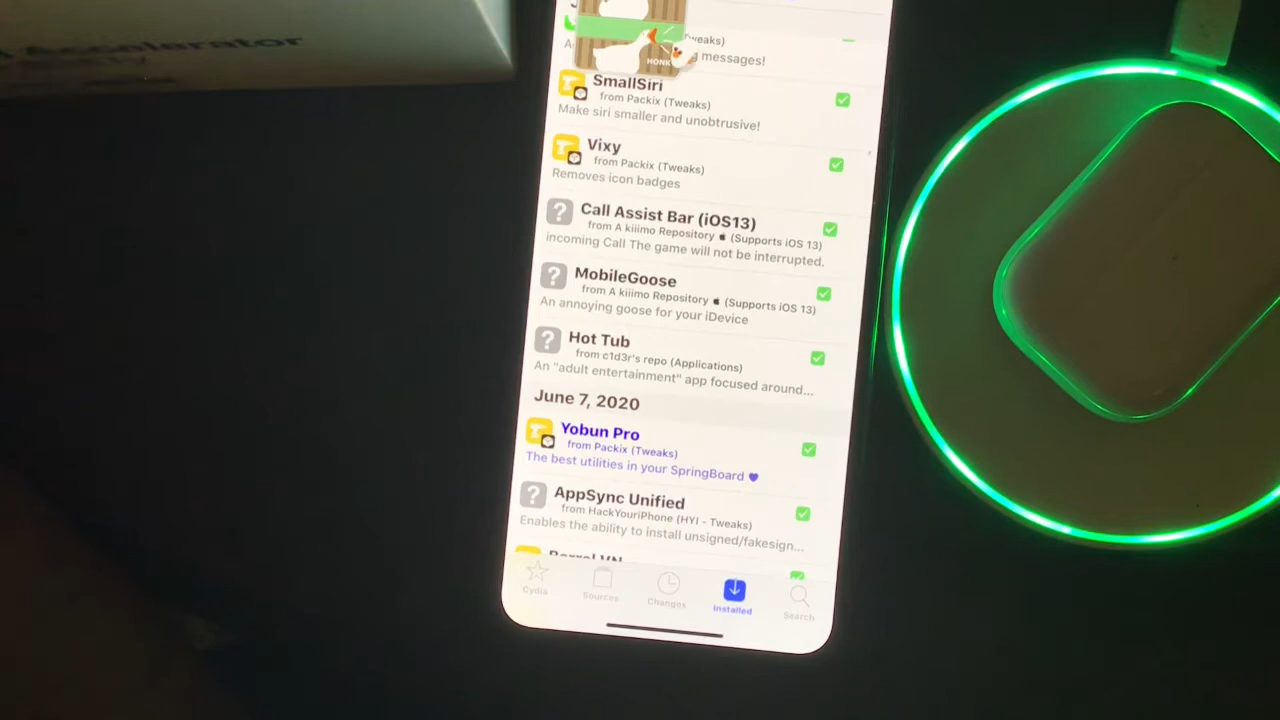 Accelerator
HONK
weaks)
messages!
SmallSiri
from Packix (Tweaks)
Make siri smaller and unobtrusive!
Vixy
from Packix (Tweaks)
Removes icon badges
Call Assist Bar (iOS13)
from A kiiimo Repository (Supports iOS 13)
incoming Call The game will not be interrupted.
MobileGoose
from A kiiimo Repository (Supports iOS 13)
An annoying goose for your iDevice
Hot Tub
from c1d3r's repo (Applications)
An "adult entertainment" app focused around...
June 7, 2020
Yobun Pro
from Packix (Tweaks)
The best utilities in your SpringBoard ♥
AppSync Unified
from HackYouriPhone (HYI - Tweaks)
Enables the ability to install unsigned/fakesign...
Cydia
Sources
Changes
Installed
Search